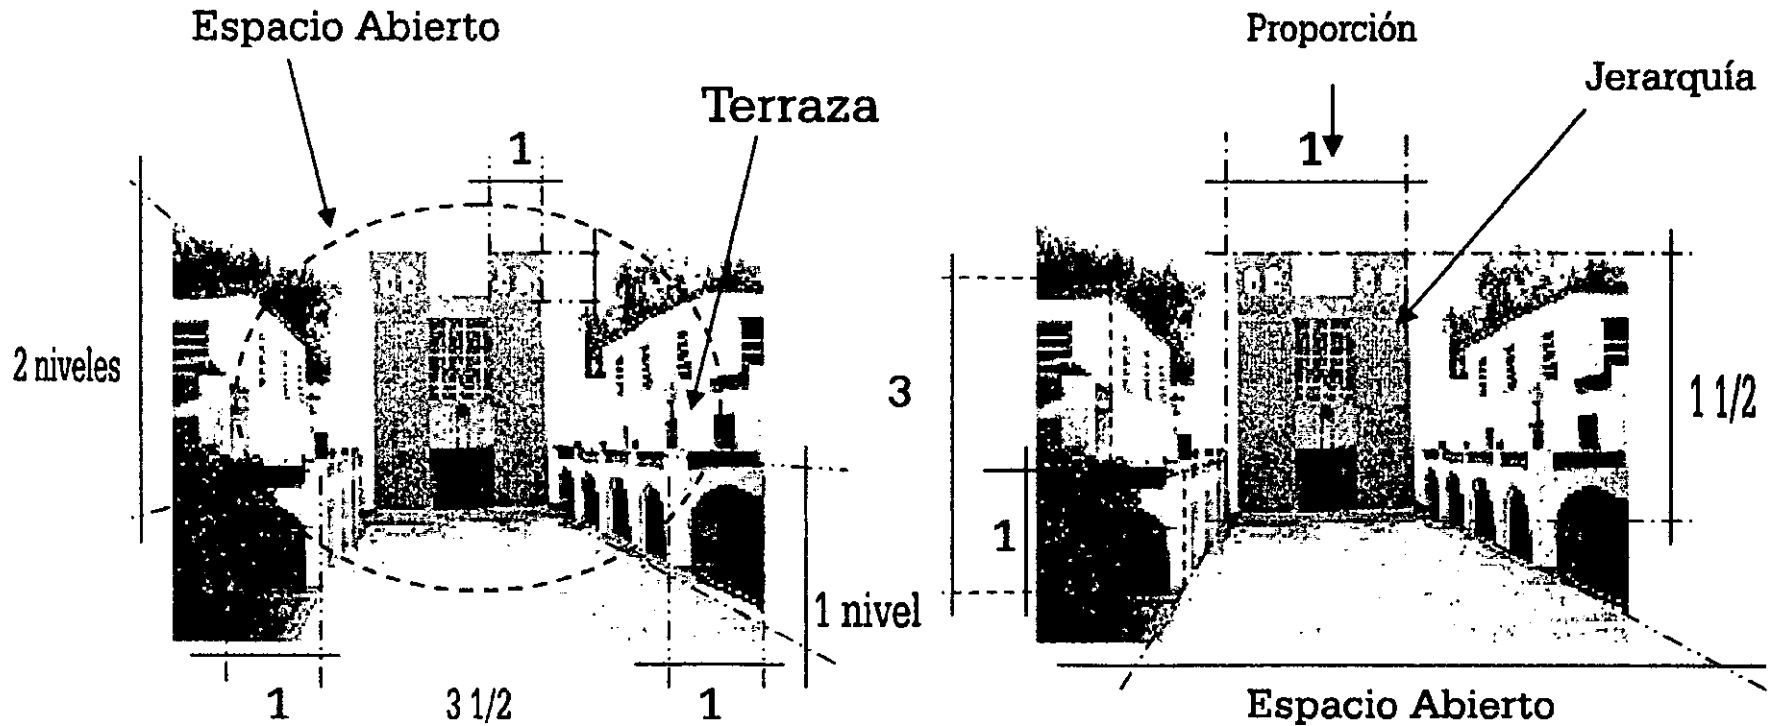 Espacio Abierto
Terraza
1
2 niveles
1 nivel
1
3 1/2
1
Proporción
Jerarquía
1
3
1
1 1/2
Espacio Abierto